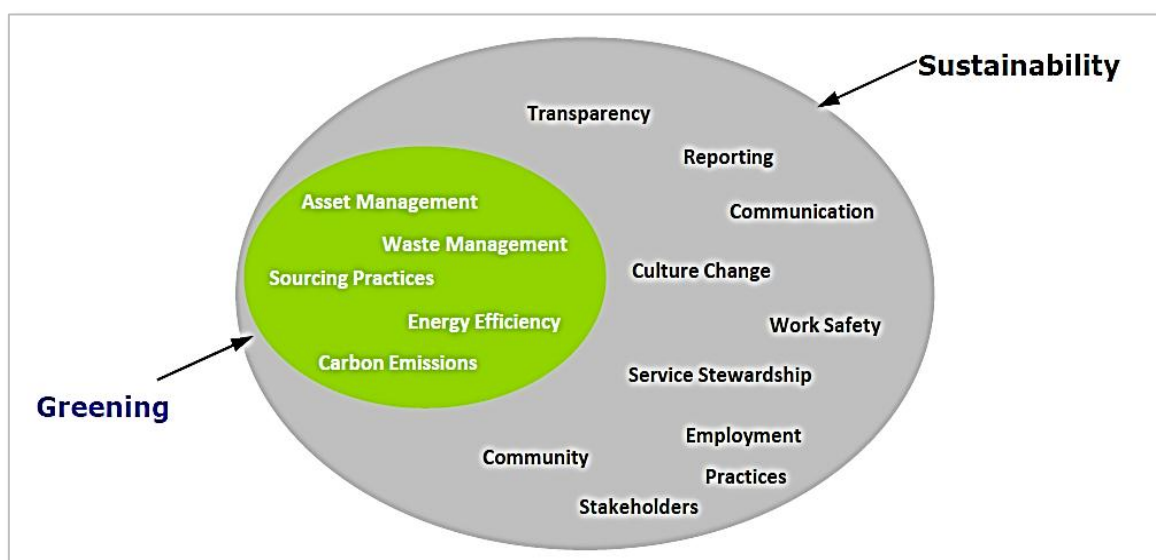 Sustainability
Transparency
Reporting
Asset Management
Communication
Waste Management
Culture Change
Sourcing Practices
Energy Efficiency
Work Safety
Carbon Emissions
Service Stewardship
Greening
Employment
Practices
Community
Stakeholders